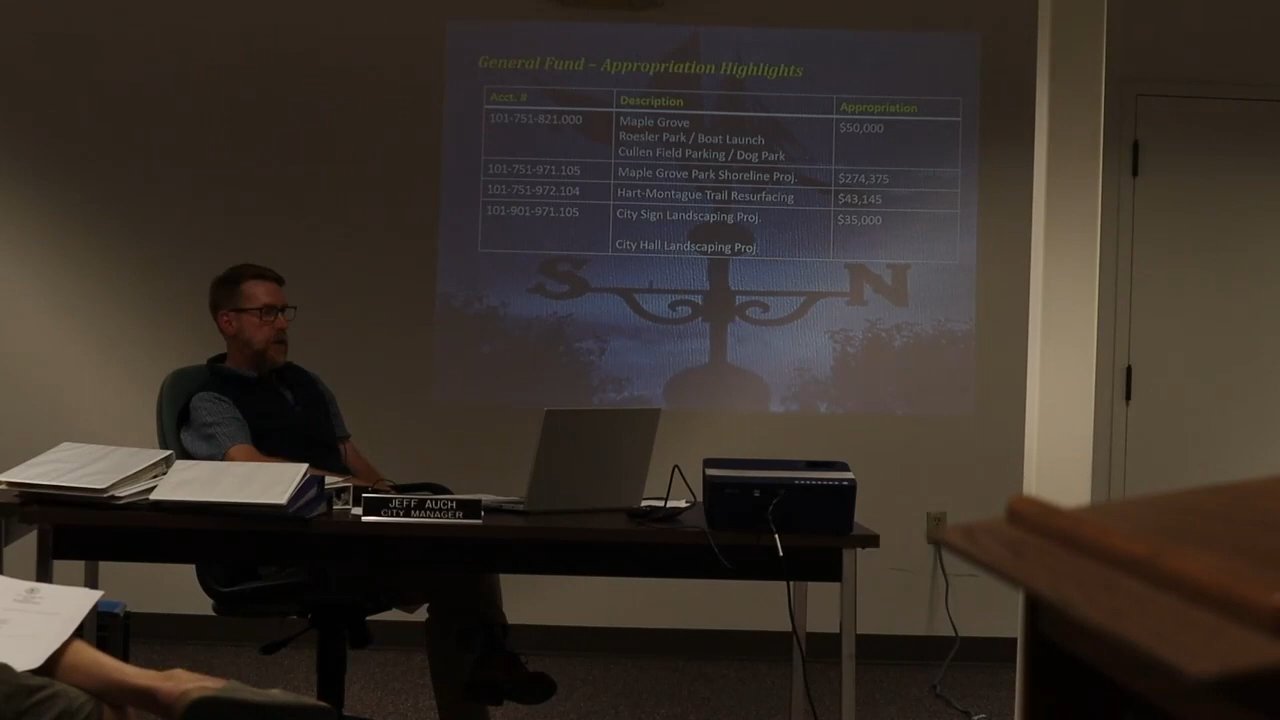 General Fund – Appropriation Highlights
Acct. # Description Appropriation
101-751-821.000 Maple Grove $50,000
Roesler Park / Boat Launch
Cullen Field Parking / Dog Park
101-751-971.105 Maple Grove Park Shoreline Proj. $274,375
101-751-972.104 Hart-Montague Trail Resurfacing $43,145
101-901-971.105 City Sign Landscaping Proj. $35,000
City Hall Landscaping Proj.
S N
JEFF AUCH
CITY MANAGER